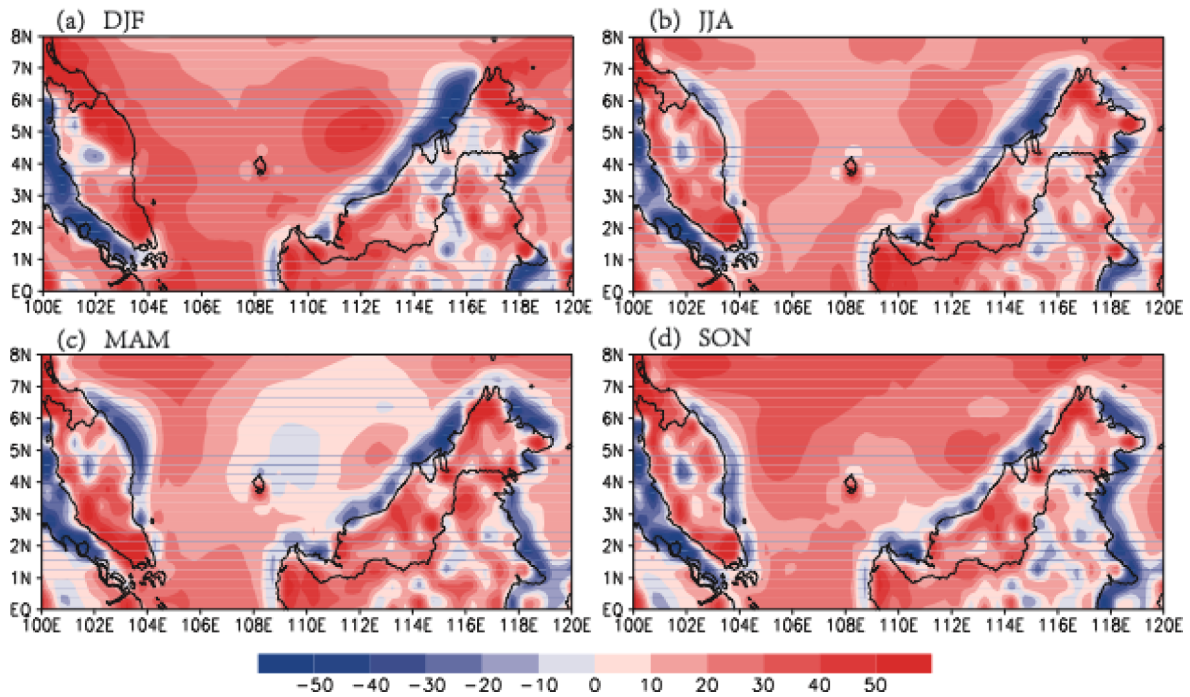 (a) DJF
(b) JJA
8N
7N
6N
5N
4N
3N
2N
1N
EQ
100E 102E 104E 106E 108E 110E 112E 114E 116E 118E 120E
8N
7N
6N
5N
4N
3N
2N
1N
EQ
100E 102E 104E 106E 108E 110E 112E 114E 116E 118E 120E
(c) MAM
(d) SON
8N
7N
6N
5N
4N
3N
2N
1N
EQ
100E 102E 104E 106E 108E 110E 112E 114E 116E 118E 120E
8N
7N
6N
5N
4N
3N
2N
1N
EQ
100E 102E 104E 106E 108E 110E 112E 114E 116E 118E 120E
-50 -40 -30 -20 -10 0 10 20 30 40 50